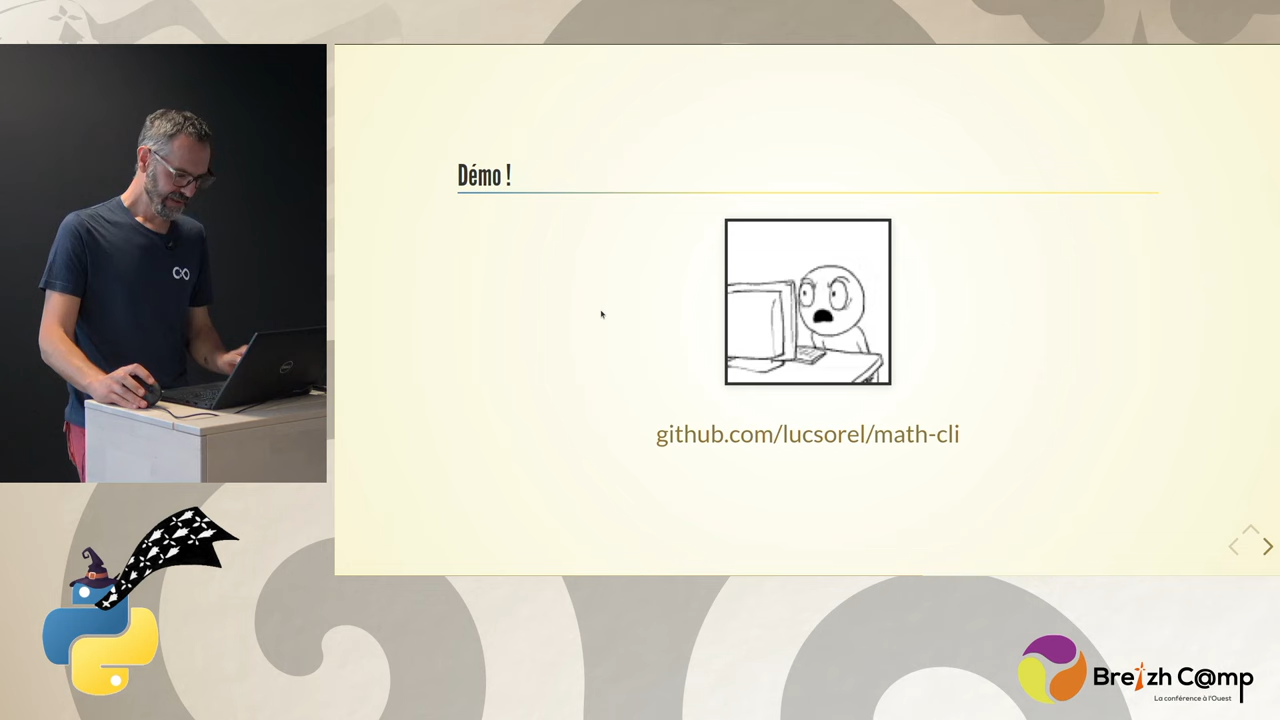 Démo !
github.com/lucsorel/math-cli
Breizh C@mp
La conférence à l'Ouest